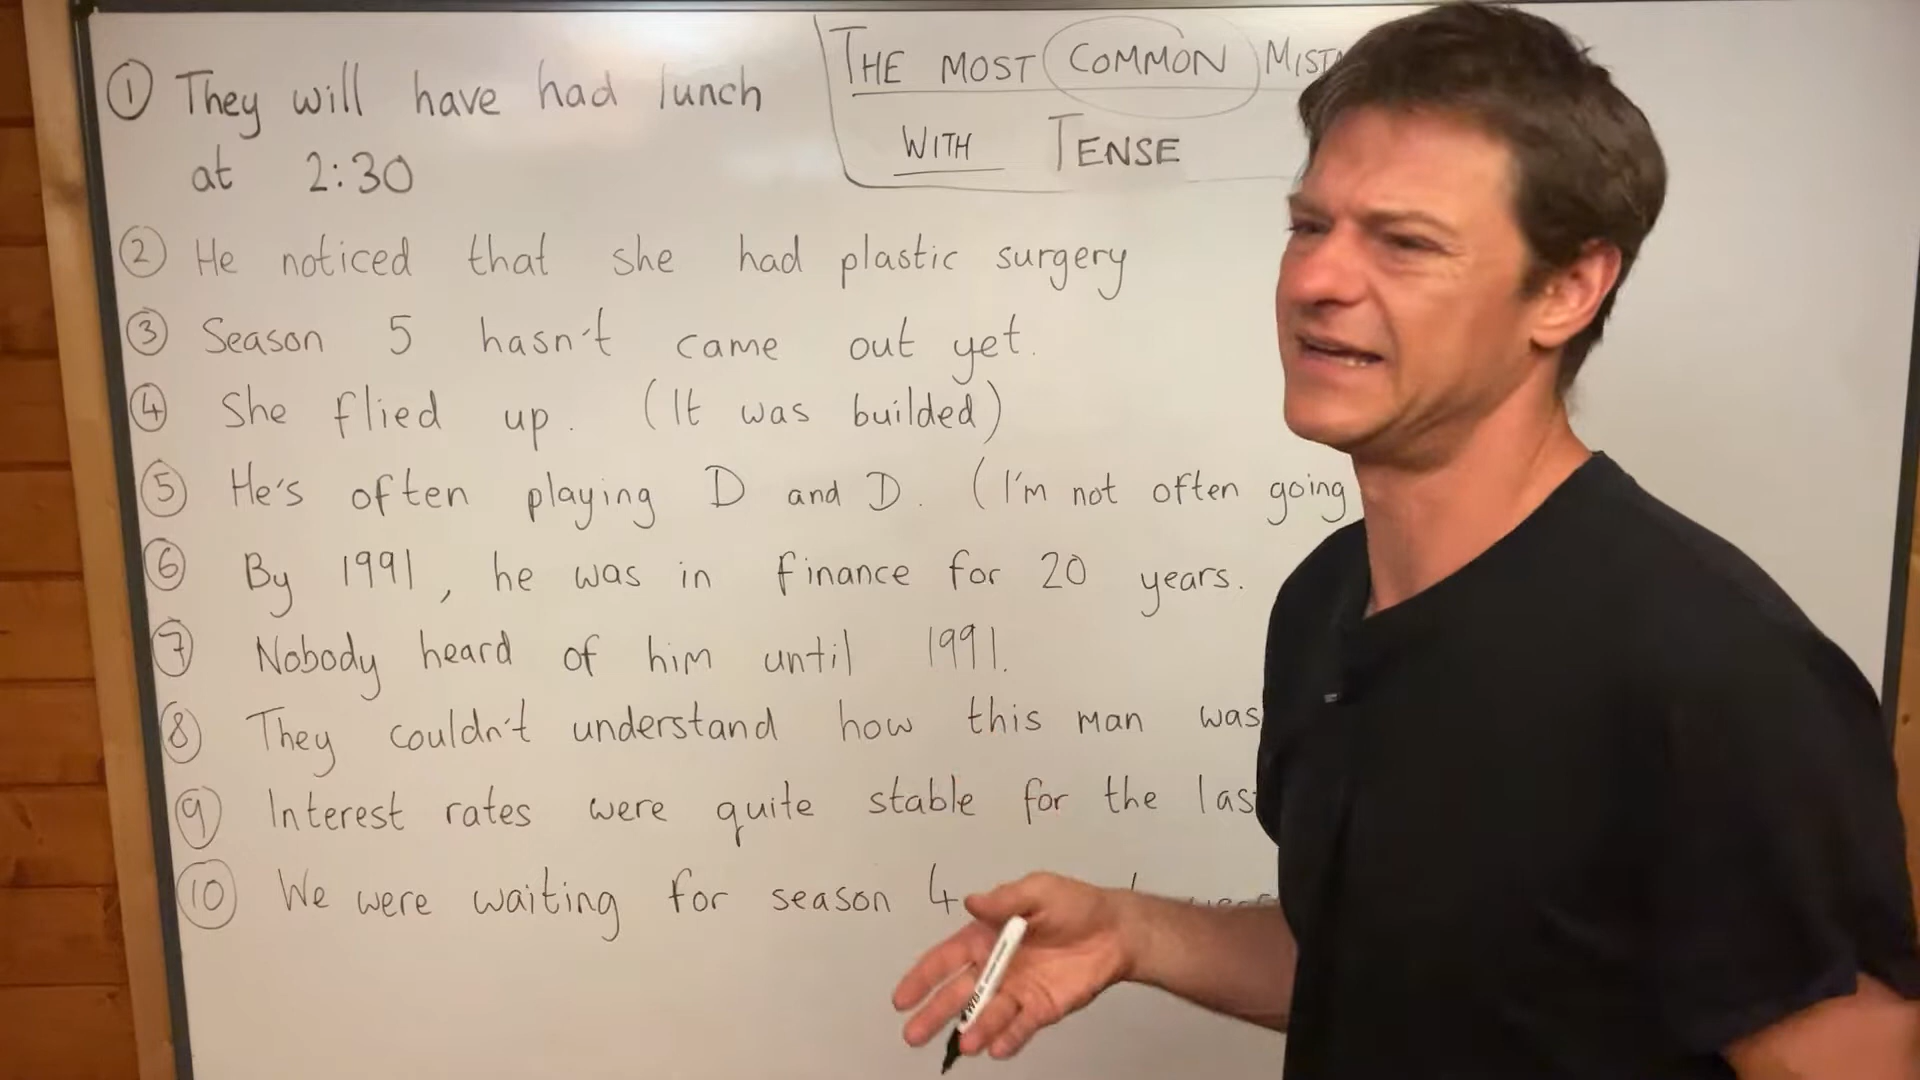 THE MOST COMMON
WITH TENSE
① They will have had lunch
at 2:30
② He noticed that she had plastic surgery
③ Season 5 hasn't came out yet.
④ She flied up. (It was builded)
⑤ He's often playing D and D. (I'm not often going
⑥ By 1991, he was in finance for 20 years.
⑦ Nobody heard of him until 1991.
⑧ They couldn't understand how this man was
⑨ Interest rates were quite stable for the
⑩ We were waiting for season 4